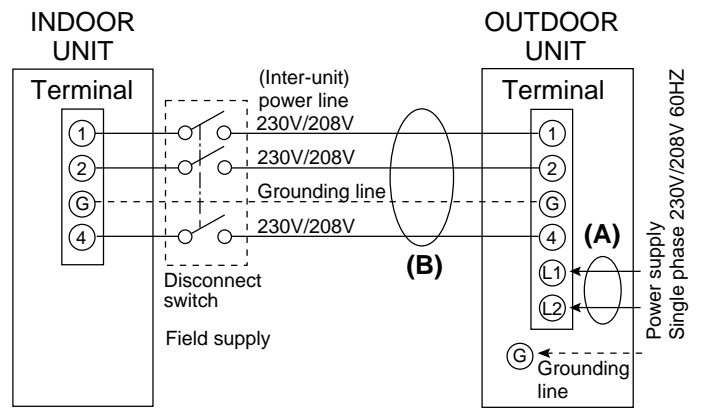 INDOOR
UNIT
Terminal
1
2
G
4
(Inter-unit)
power line
230V/208V
230V/208V
Grounding line
230V/208V
Disconnect
switch
Field supply
(B)
OUTDOOR
UNIT
Terminal
1
2
G
4
L1
L2
G
(A)
Grounding
line
Power supply
Single phase 230V/208V 60HZ